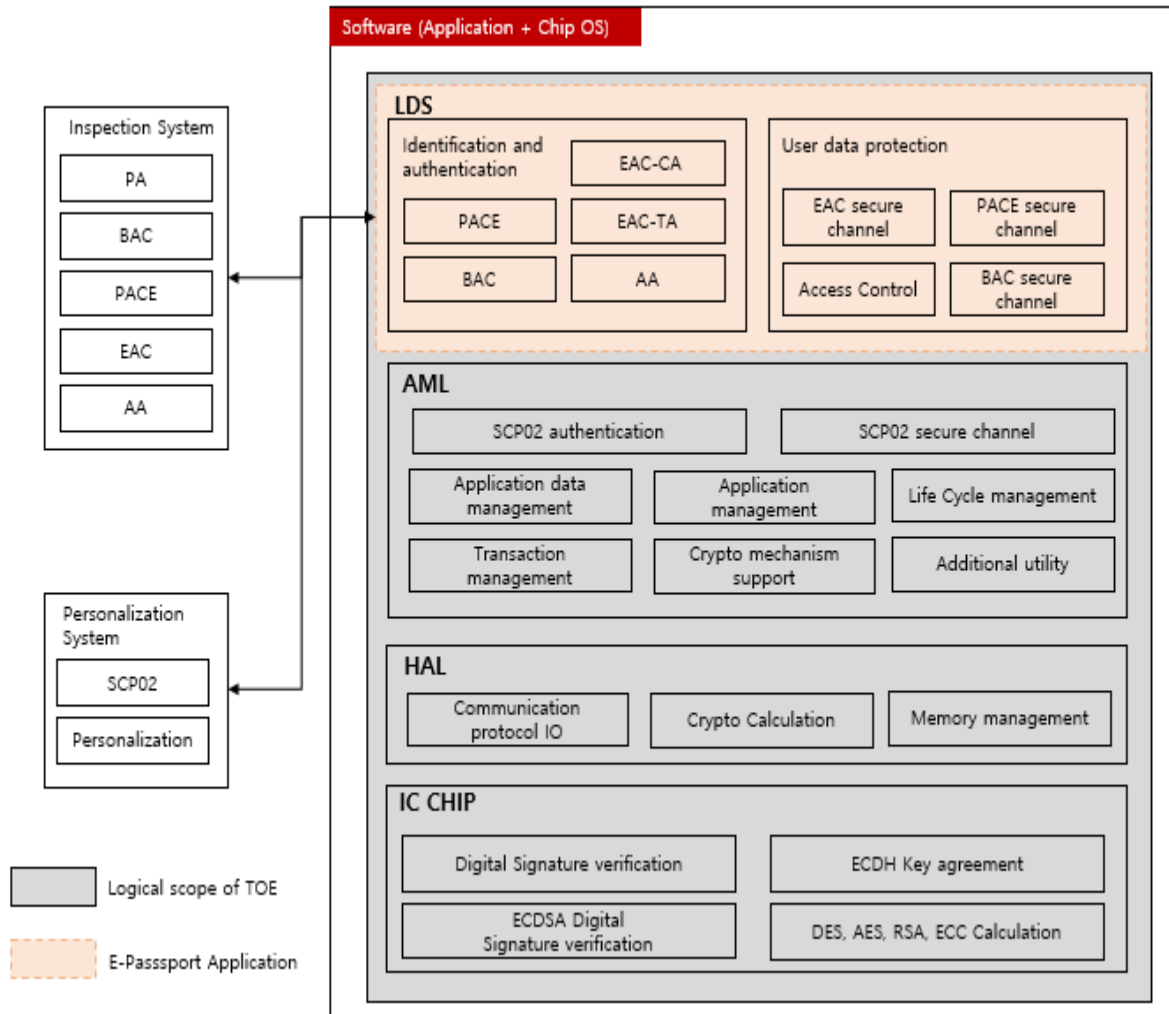 Software (Application + Chip OS)
Inspection System
PA
BAC
PACE
EAC
AA
Personalization
System
SCP02
Personalization
LDS
Identification and
authentication
EAC-CA
PACE
EAC-TA
BAC
AA
User data protection
EAC secure
channel
PACE secure
channel
Access Control
BAC secure
channel
AML
SCP02 authentication
SCP02 secure channel
Application data
management
Application
management
Life Cycle management
Transaction
management
Crypto mechanism
support
Additional utility
HAL
Communication
protocol IO
Crypto Calculation
Memory management
IC CHIP
Digital Signature verification
ECDH Key agreement
ECDSA Digital
Signature verification
DES, AES, RSA, ECC Calculation
Logical scope of TOE
E-Passsport Application